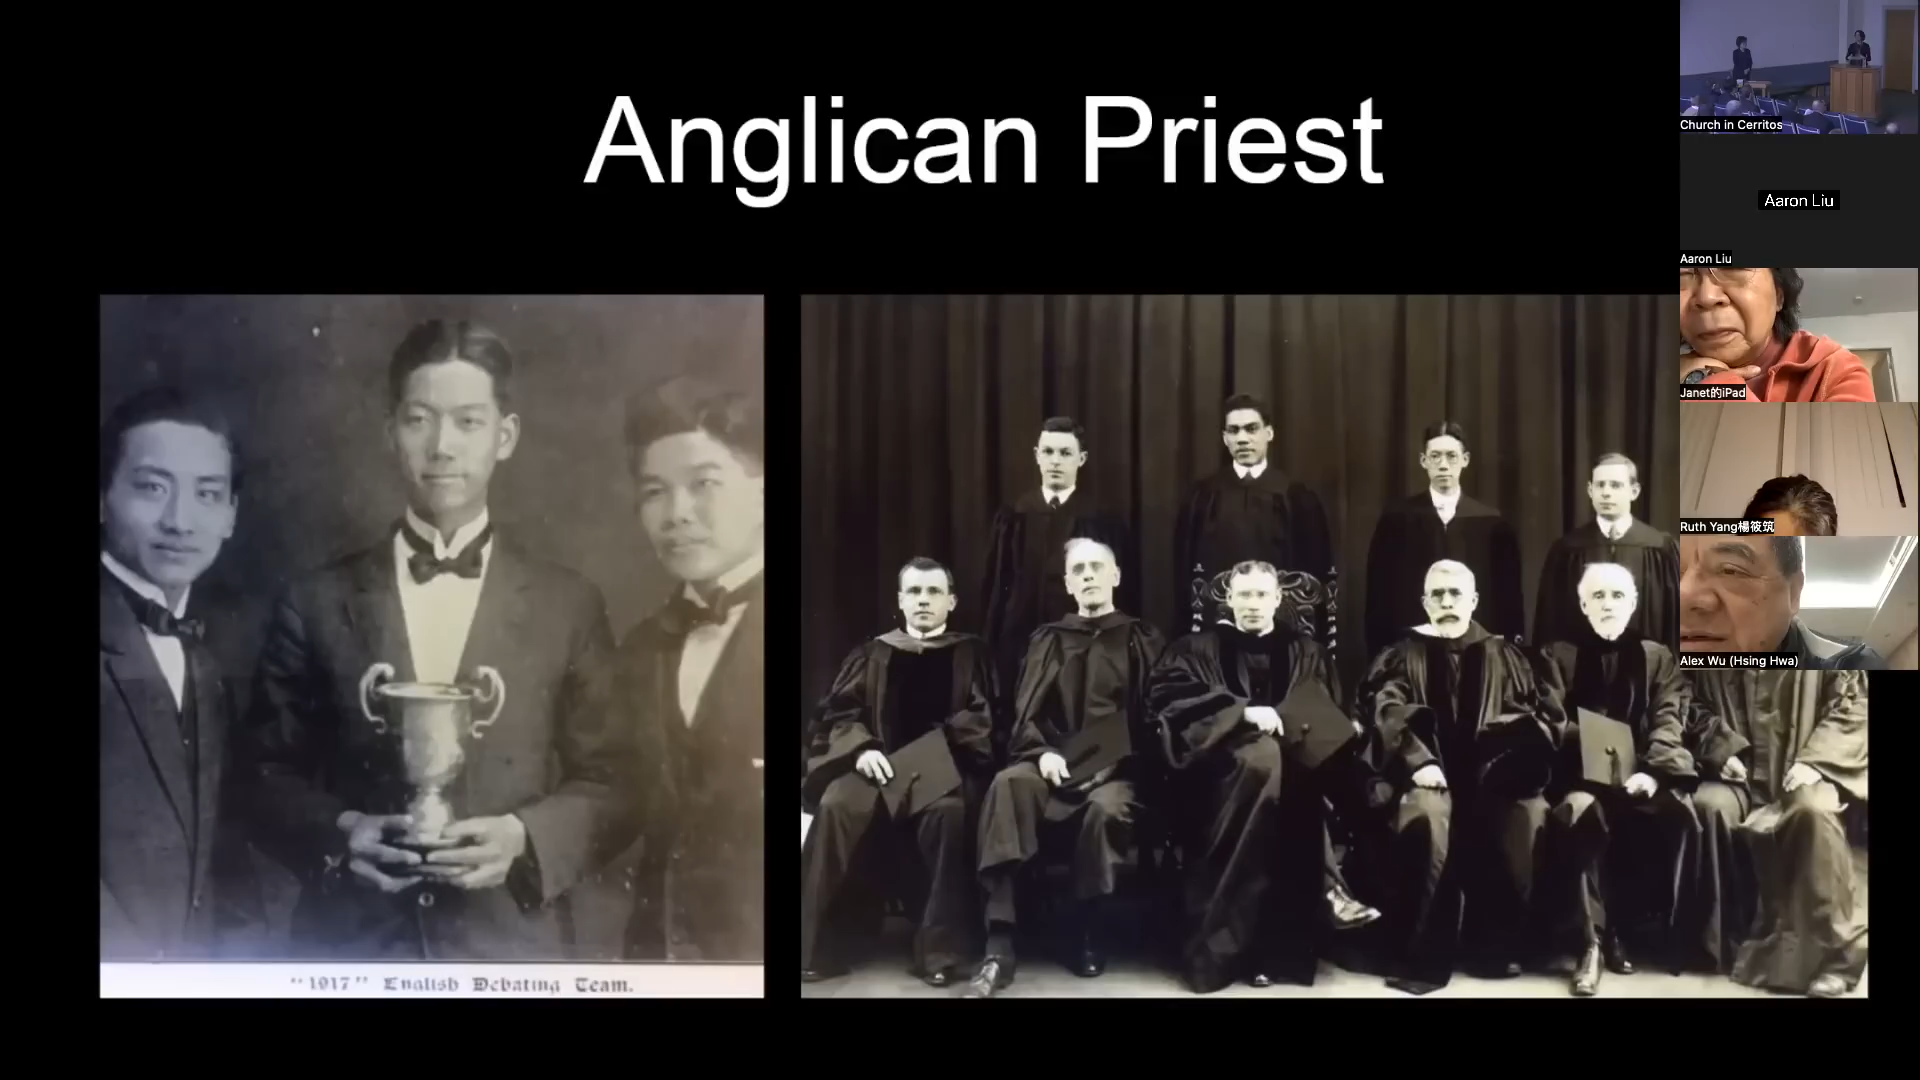 Anglican Priest
Church in Cerritos
Aaron Liu
Aaron Liu
Janet的iPad
Ruth Yang楊筱筑
Alex Wu (Hsing Hwa)
"1917" English Debating Team.